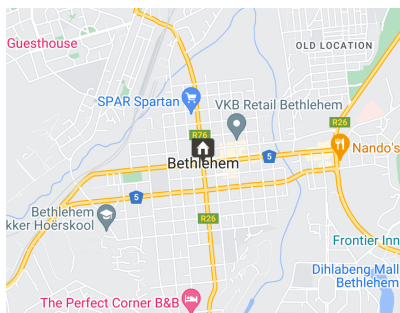 Guesthouse
OLD LOCATION
SPAR Spartan
VKB Retail Bethlehem
R26
R76
Nando's
5
Bethlehem
5
Bethlehem
kker Hoërskool
R26
Frontier Inn
Dihlabeng Mall
Bethlehem
The Perfect Corner B&B